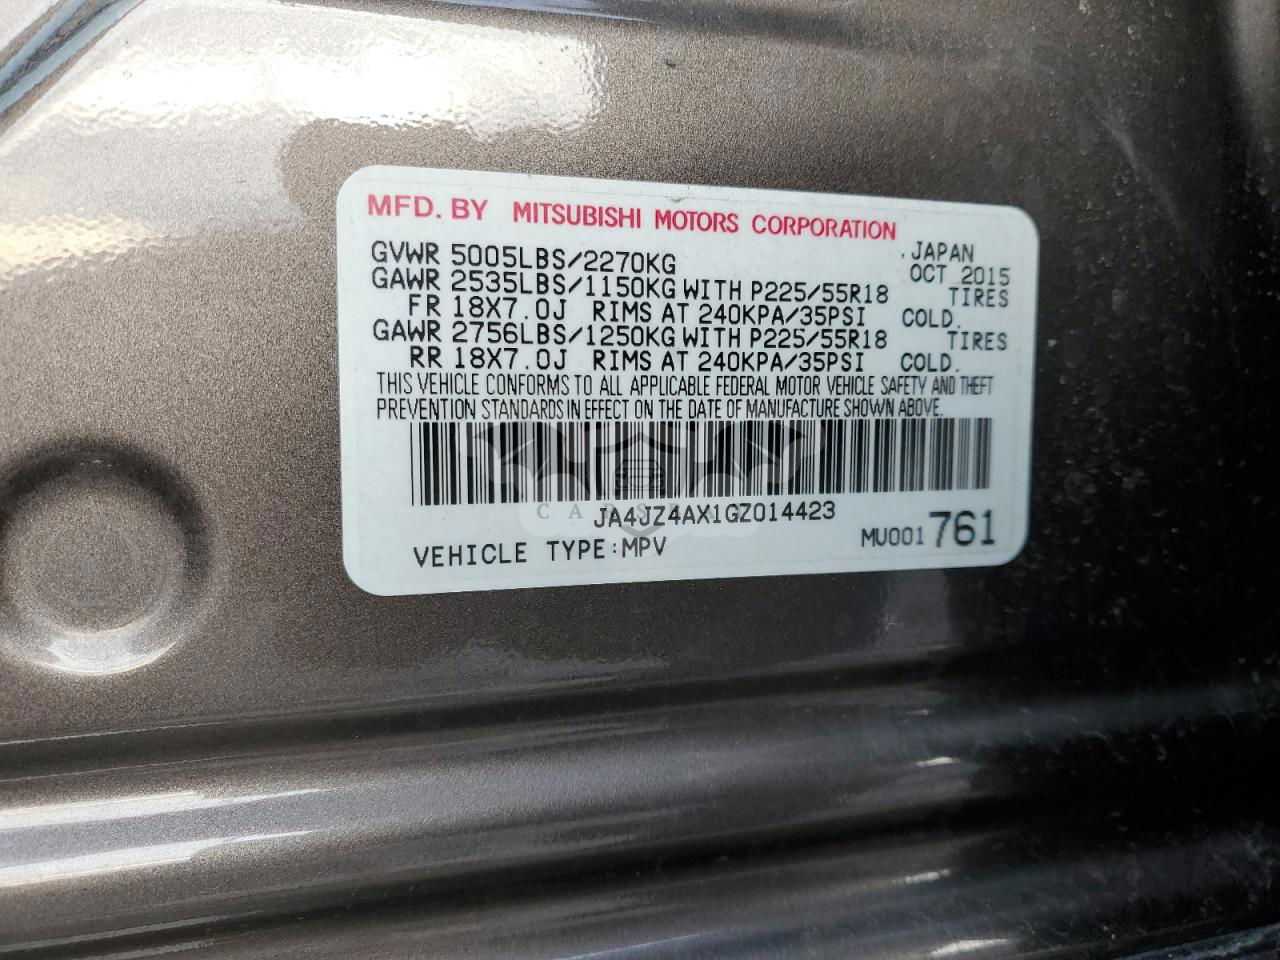 MFD. BY MITSUBISHI MOTORS CORPORATION
GVWR 5005LBS/2270KG JAPAN
OCT 2015
GAWR 2535LBS/1150KG WITH P225/55R18 TIRES
FR 18X7.0J RIMS AT 240KPA/35PSI COLD.
GAWR 2756LBS/1250KG WITH P225/55R18 TIRES
RR 18X7.0J RIMS AT 240KPA/35PSI COLD.
THIS VEHICLE CONFORMS TO ALL APPLICABLE FEDERAL MOTOR VEHICLE SAFETY AND THEFT
PREVENTION STANDARDS IN EFFECT ON THE DATE OF MANUFACTURE SHOWN ABOVE.
JA4JZ4AX1GZ014423
VEHICLE TYPE:MPV MU001 761